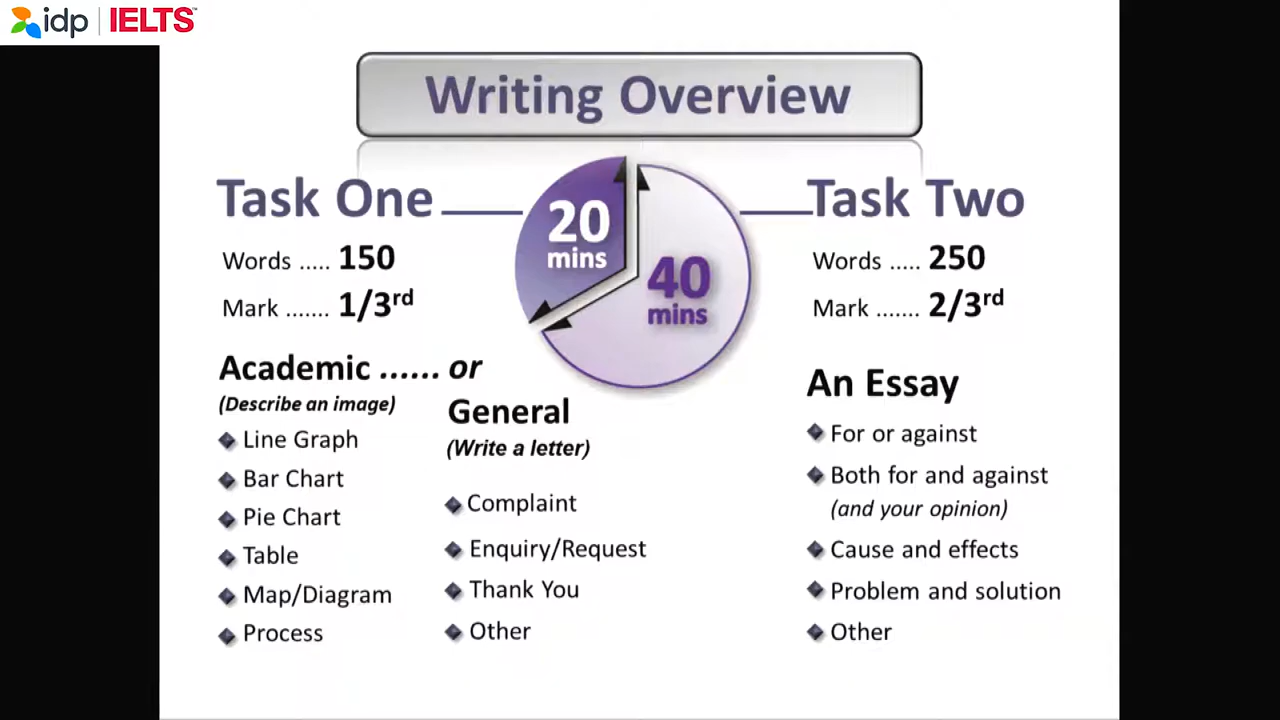 idp | IELTS™
Writing Overview
Task One
Words ..... 150
Mark ....... 1/3rd
20
mins
40
mins
Task Two
Words ..... 250
Mark ....... 2/3rd
Academic ...... or
(Describe an image)
Line Graph
Bar Chart
Pie Chart
Table
Map/Diagram
Process
General
(Write a letter)
Complaint
Enquiry/Request
Thank You
Other
An Essay
For or against
Both for and against
(and your opinion)
Cause and effects
Problem and solution
Other